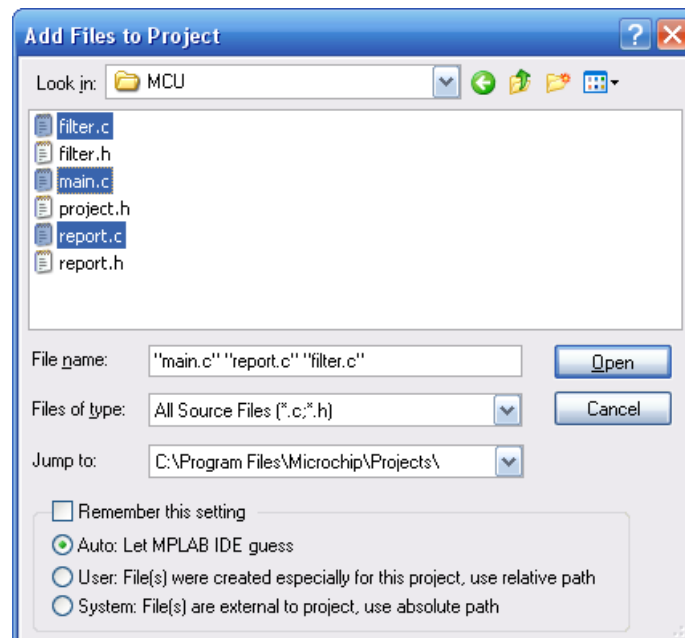 Add Files to Project
Look in: MCU
filter.c
filter.h
main.c
project.h
report.c
report.h
File name: "main.c" "report.c" "filter.c" Open
Files of type: All Source Files (*.c;*.h) Cancel
Jump to: C:\Program Files\Microchip\Projects\
Remember this setting
Auto: Let MPLAB IDE guess
User: File(s) were created especially for this project, use relative path
System: File(s) are external to project, use absolute path